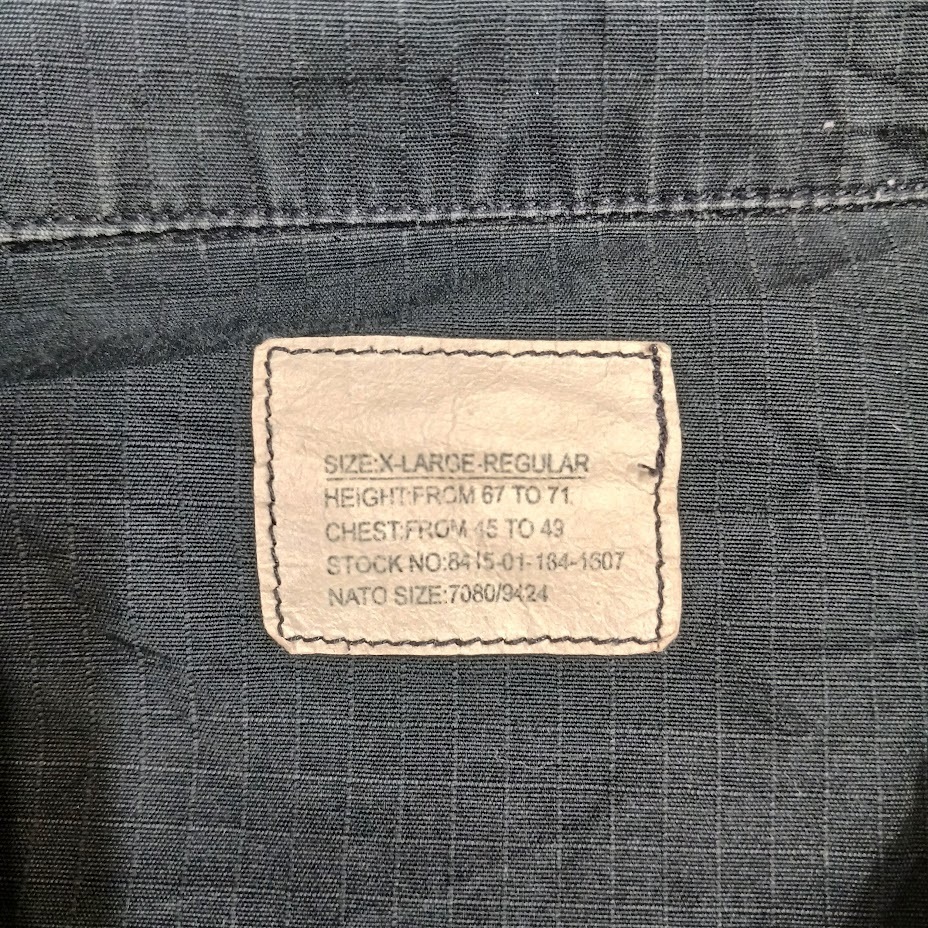 SIZE:X-LARGE-REGULAR
HEIGHT:FROM 67 TO 71
CHEST:FROM 45 TO 49
STOCK NO:8415-01-184-1607
NATO SIZE:7080/9424